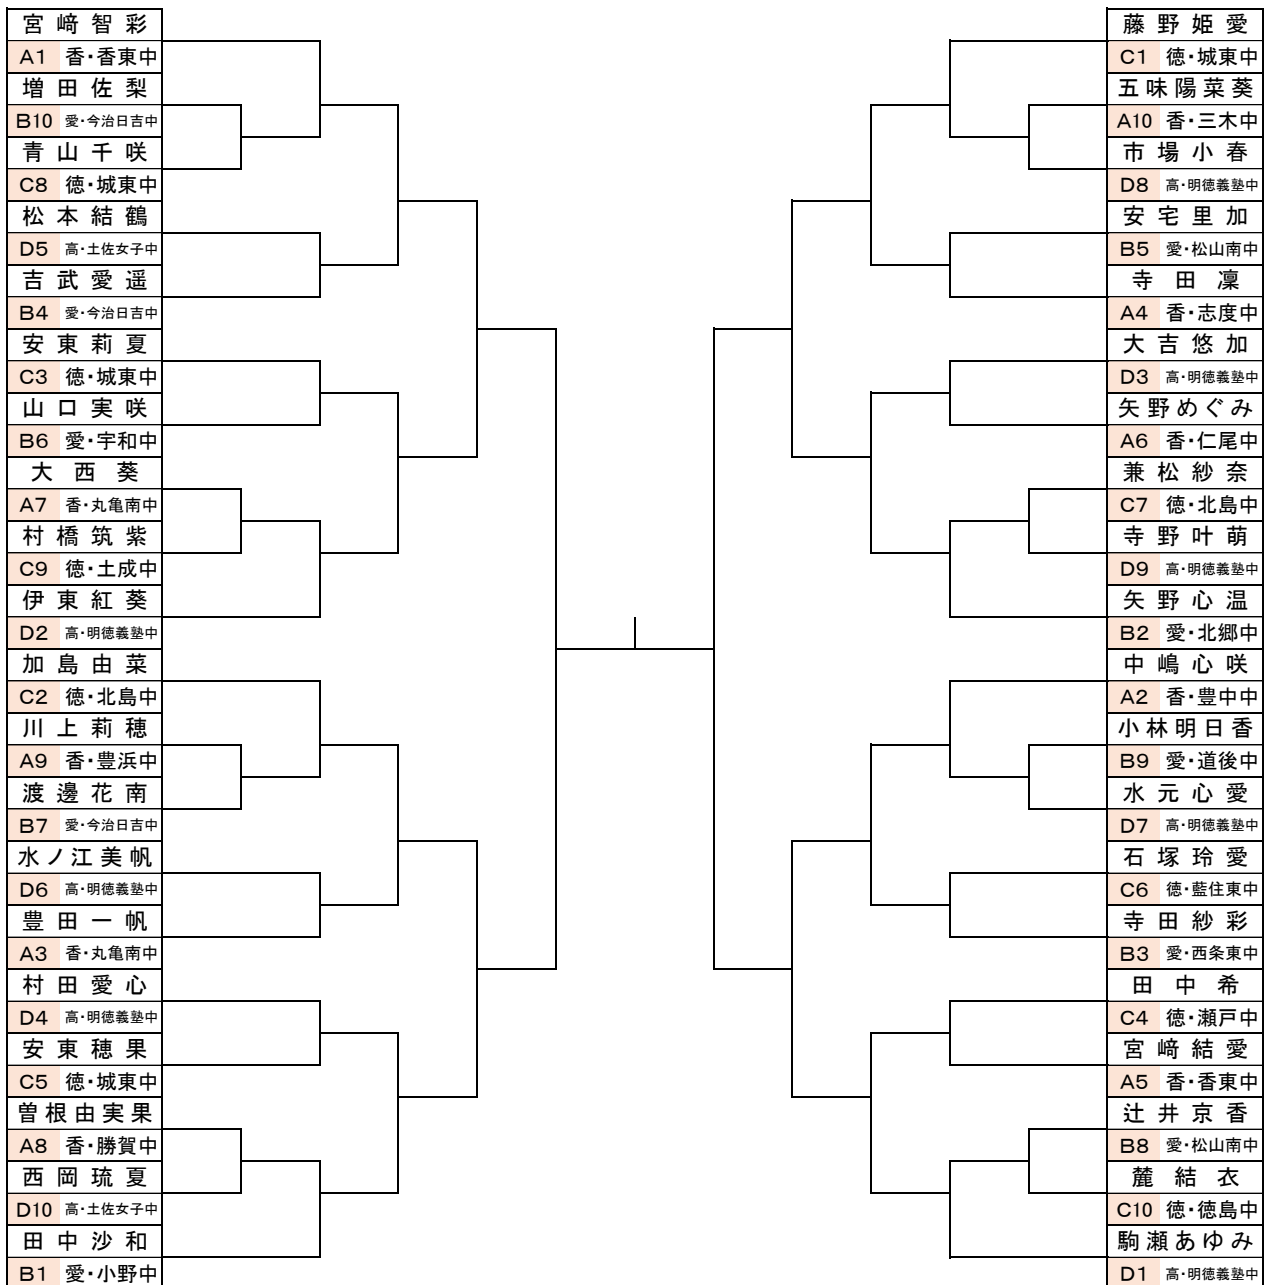 宮﨑智彩
A1 香・香東中
増田佐梨
B10 愛・今治日吉中
青山千咲
C8 徳・城東中
松本結鶴
D5 高・土佐女子中
吉武愛遥
B4 愛・今治日吉中
安東莉夏
C3 徳・城東中
山口実咲
B6 愛・宇和中
大西葵
A7 香・丸亀南中
村橋筑紫
C9 徳・土成中
伊東紅葵
D2 高・明徳義塾中
加島由菜
C2 徳・北島中
川上莉穂
A9 香・豊浜中
渡邊花南
B7 愛・今治日吉中
水ノ江美帆
D6 高・明徳義塾中
豊田一帆
A3 香・丸亀南中
村田愛心
D4 高・明徳義塾中
安東穂果
C5 徳・城東中
曽根由実果
A8 香・勝賀中
西岡琉夏
D10 高・土佐女子中
田中沙和
B1 愛・小野中
藤野姫愛
C1 徳・城東中
五味陽菜葵
A10 香・三木中
市場小春
D8 高・明徳義塾中
安宅里加
B5 愛・松山南中
寺田凜
A4 香・志度中
大吉悠加
D3 高・明徳義塾中
矢野めぐみ
A6 香・仁尾中
兼松紗奈
C7 徳・北島中
寺野叶萌
D9 高・明徳義塾中
矢野心温
B2 愛・北郷中
中嶋心咲
A2 香・豊中中
小林明日香
B9 愛・道後中
水元心愛
D7 高・明徳義塾中
石塚玲愛
C6 徳・藍住東中
寺田紗彩
B3 愛・西条東中
田中希
C4 徳・瀬戸中
宮﨑結愛
A5 香・香東中
辻井京香
B8 愛・松山南中
麓結衣
C10 徳・徳島中
駒瀬あゆみ
D1 高・明徳義塾中